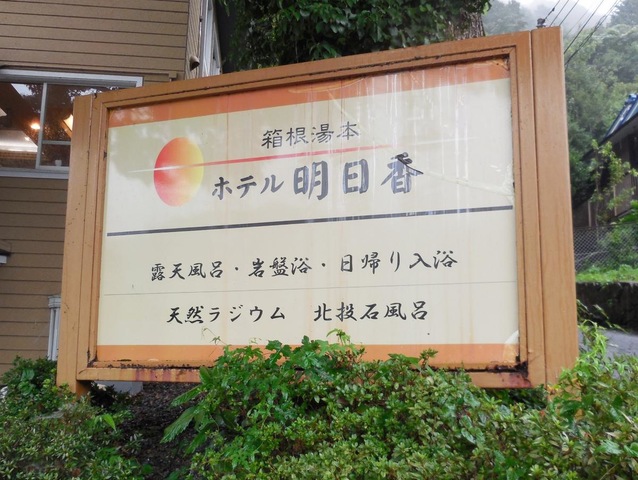 箱根湯本
ホテル 明日香
露天風呂・岩盤浴・日帰り入浴
天然ラジウム 北投石風呂